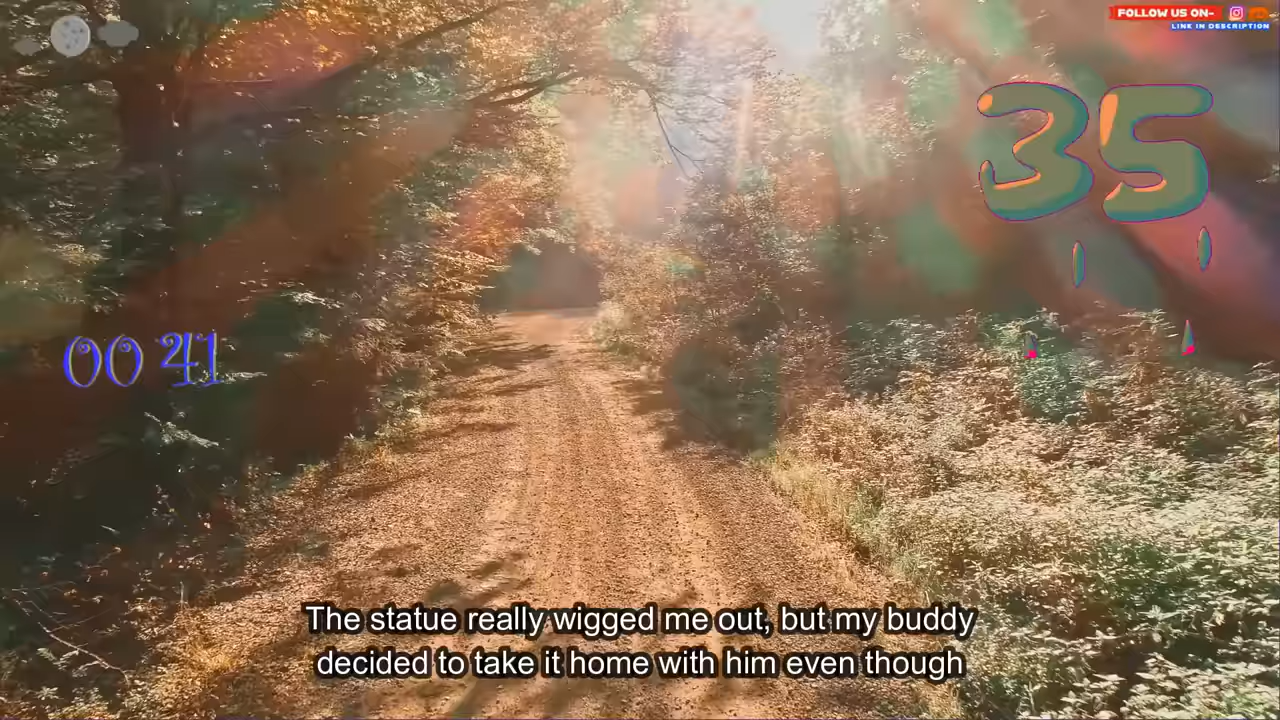 FOLLOW US ON-
LINK IN DESCRIPTION
35
00 41
The statue really wigged me out, but my buddy
decided to take it home with him even though